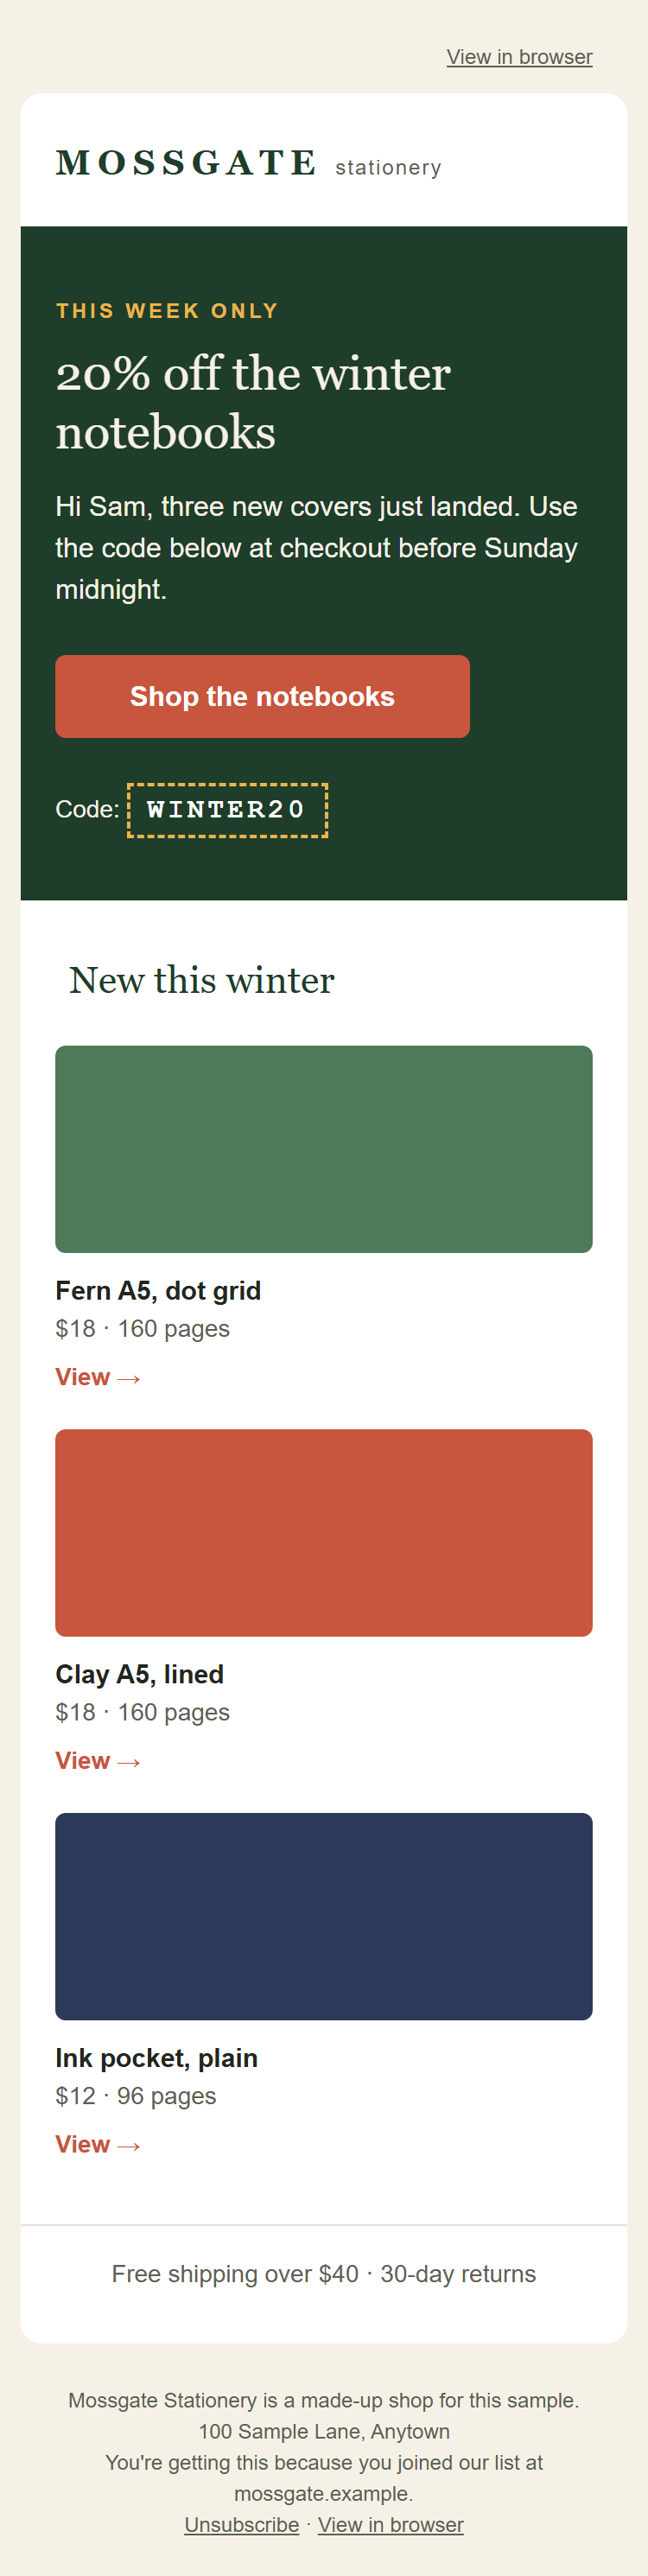 View in browser
MOSSGATE stationery
THIS WEEK ONLY
20% off the winter
notebooks
Hi Sam, three new covers just landed. Use
the code below at checkout before Sunday
midnight.
Shop the notebooks
Code: WINTER20
New this winter
Fern A5, dot grid
$18 · 160 pages
View →
Clay A5, lined
$18 · 160 pages
View →
Ink pocket, plain
$12 · 96 pages
View →
Free shipping over $40 · 30-day returns
Mossgate Stationery is a made-up shop for this sample.
100 Sample Lane, Anytown
You're getting this because you joined our list at
mossgate.example.
Unsubscribe · View in browser